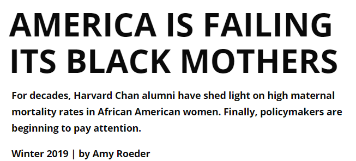 AMERICA IS FAILING
ITS BLACK MOTHERS
For decades, Harvard Chan alumni have shed light on high maternal
mortality rates in African American women. Finally, policymakers are
beginning to pay attention.
Winter 2019 | by Amy Roeder